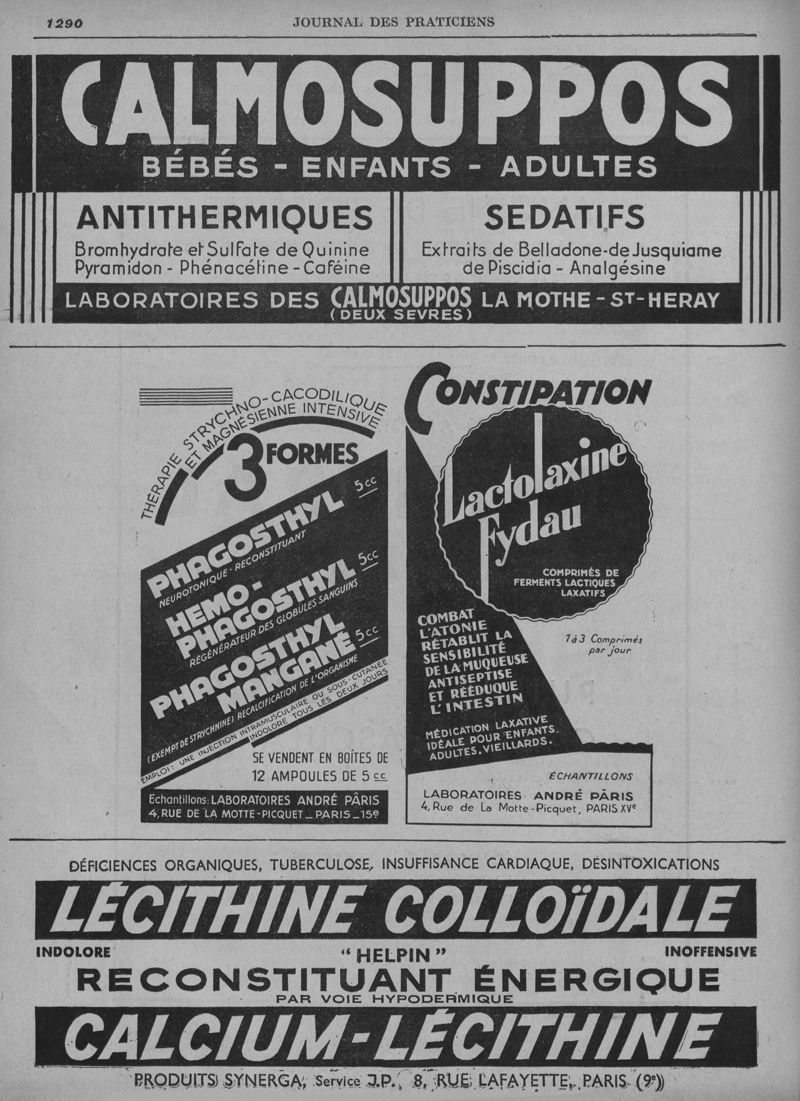 1290
JOURNAL DES PRATICIENS
CALMOSUPPOS
BÉBÉS - ENFANTS - ADULTES
ANTITHERMIQUES
Bromhydrate et Sulfate de Quinine
Pyramidon - Phénacétine - Caféine
SEDATIFS
Extraits de Belladone-de Jusquiame
de Piscidia - Analgésine
LABORATOIRES DES CALMOSUPPOS LA MOTHE - ST-HERAY
(DEUX SEVRES)
THÉRAPIE STRYCHNO-CACODILIQUE
ET MAGNÉSIENNE INTENSIVE
3 FORMES
PHAGOSTHYL 5cc
NEUROTONIQUE - RECONSTITUANT
HEMO-
PHAGOSTHYL 5cc
RÉGÉNÉRATEUR DES GLOBULES SANGUINS
PHAGOSTHYL
MANGANÉ 5cc
(EXEMPT DE STRYCHNINE) RECALCIFICATION DE L'ORGANISME
EMPLOI: UNE INJECTION INTRAMUSCULAIRE OU SOUS-CUTANÉE
INDOLORE TOUS LES DEUX JOURS
SE VENDENT EN BOÎTES DE
12 AMPOULES DE 5 cc
Echantillons: LABORATOIRES ANDRÉ PÂRIS
4, RUE DE LA MOTTE-PICQUET _ PARIS _ 15e
CONSTIPATION
Lactolaxine
Fydau
COMPRIMÉS DE
FERMENTS LACTIQUES
LAXATIFS
COMBAT
L'ATONIE
RÉTABLIT LA
SENSIBILITÉ
DE LA MUQUEUSE
ANTISEPTISE
ET RÉÉDUQUE
L'INTESTIN
1 à 3 Comprimés
par jour
MÉDICATION LAXATIVE
IDÉALE POUR ENFANTS.
ADULTES, VIEILLARDS.
ÉCHANTILLONS
LABORATOIRES ANDRÉ PÂRIS
4, Rue de La Motte-Picquet, PARIS XVe
DÉFICIENCES ORGANIQUES, TUBERCULOSE, INSUFFISANCE CARDIAQUE, DÉSINTOXICATIONS
LÉCITHINE COLLOÏDALE
INDOLORE
"HELPIN"
INOFFENSIVE
RECONSTITUANT ÉNERGIQUE
PAR VOIE HYPODERMIQUE
CALCIUM-LÉCITHINE
PRODUITS SYNERGA, Service J.P., 8, RUE LAFAYETTE, PARIS (9e)